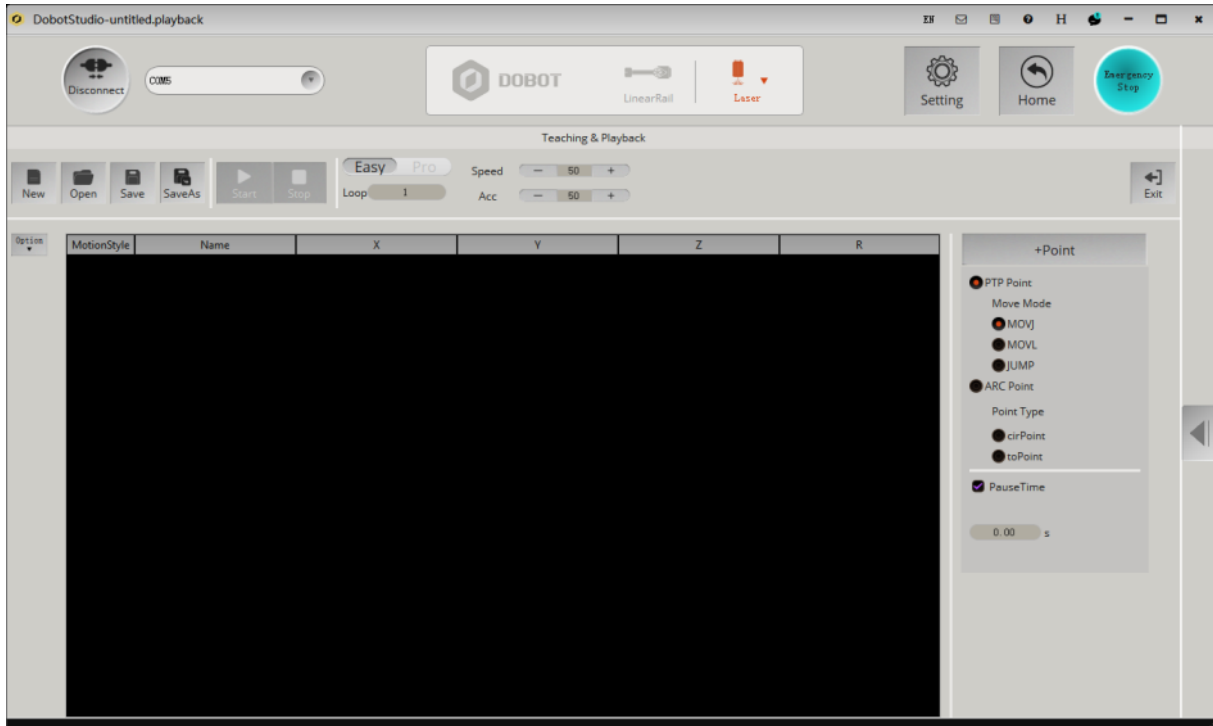 DobotStudio-untitled.playback
EN
H
Disconnect
COM5
DOBOT
LinearRail
Laser
Setting
Home
Emergency
Stop
Teaching & Playback
New
Open
Save
SaveAs
Start
Stop
Easy
Pro
Loop
1
Speed
— 50 +
Acc
— 50 +
Exit
Option
MotionStyle
Name
X
Y
Z
R
+Point
PTP Point
Move Mode
MOVJ
MOVL
JUMP
ARC Point
Point Type
cirPoint
toPoint
PauseTime
0.00 s